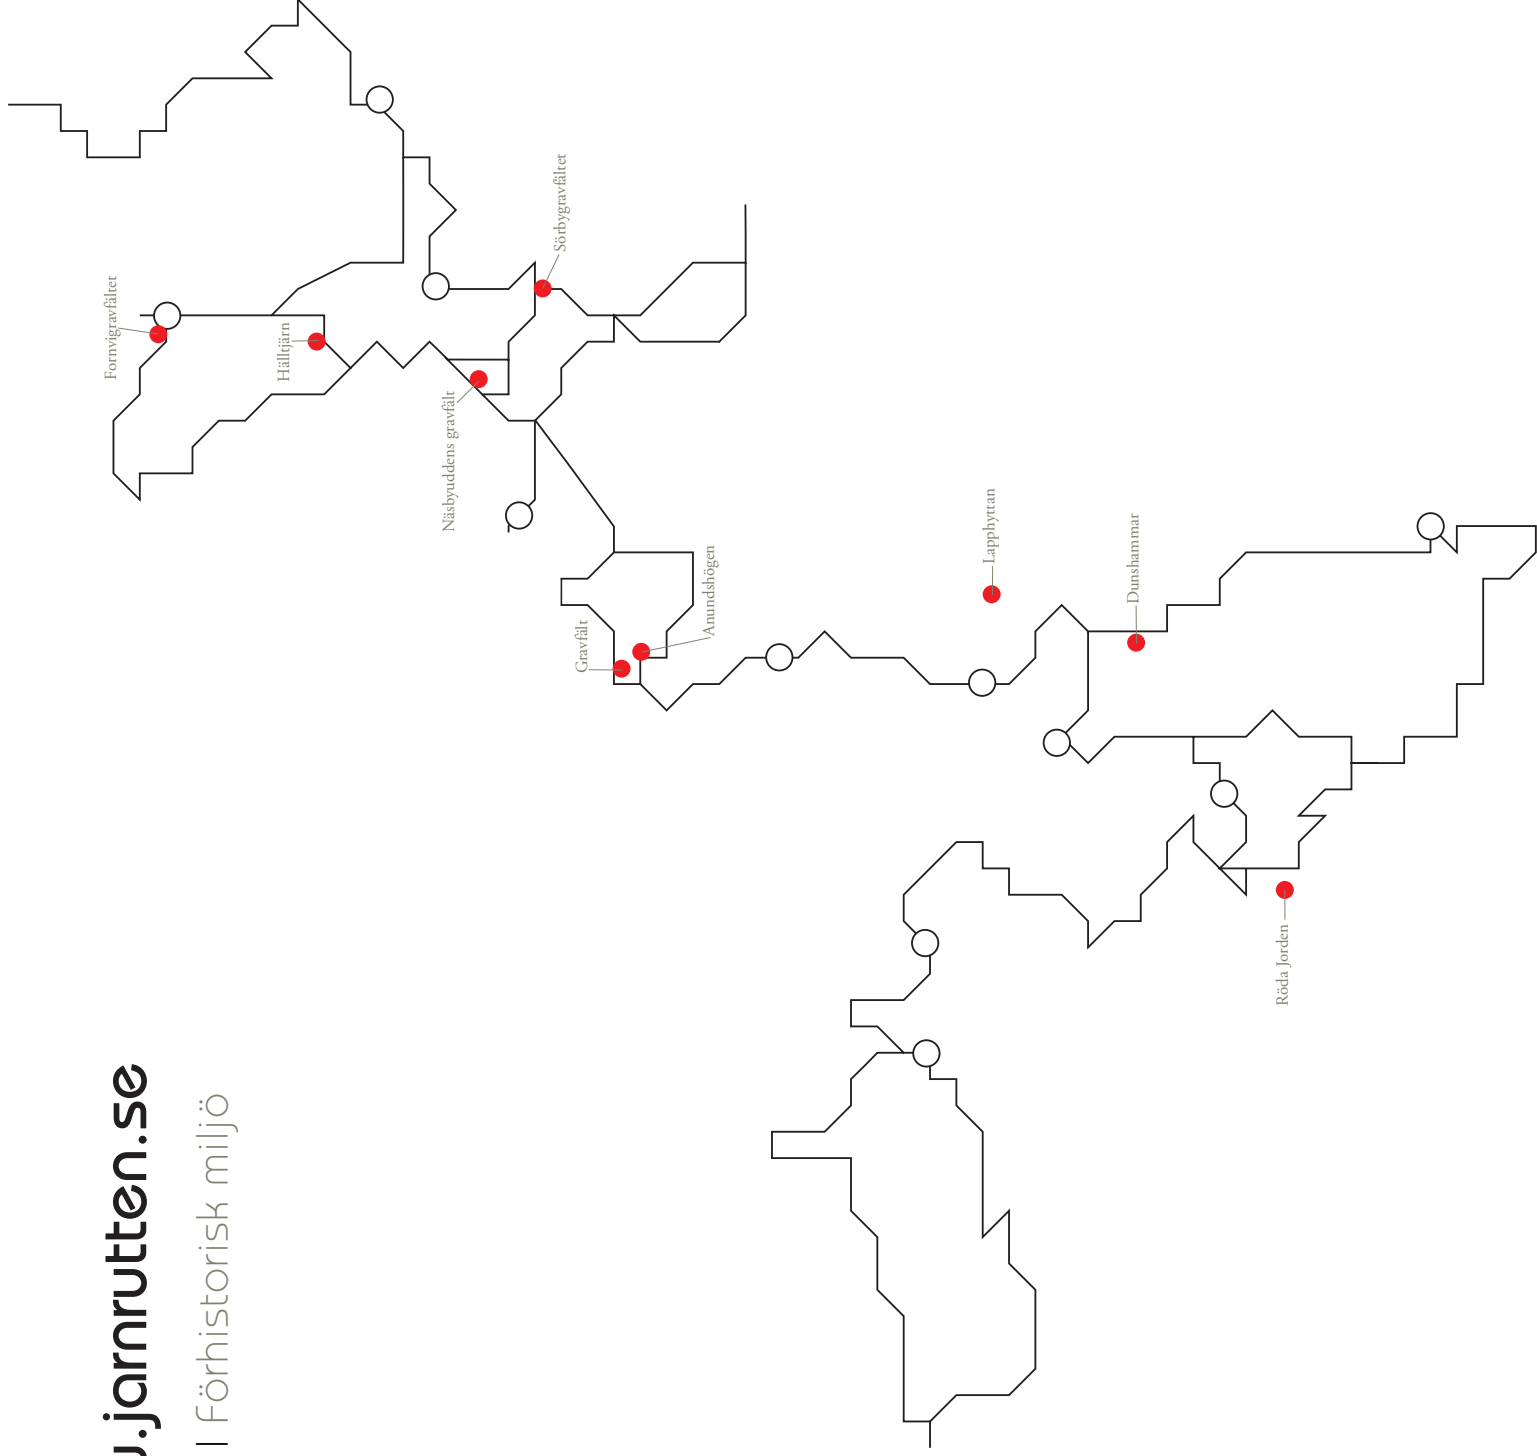 .jarnrutten.se
| Förhistorisk miljö
Fornvigravfältet
Hälltjärn
Näsbyuddens gravfält
Sörbygravfältet
Gravfält
Anundshögen
Lapphyttan
Dunshammar
Röda Jorden